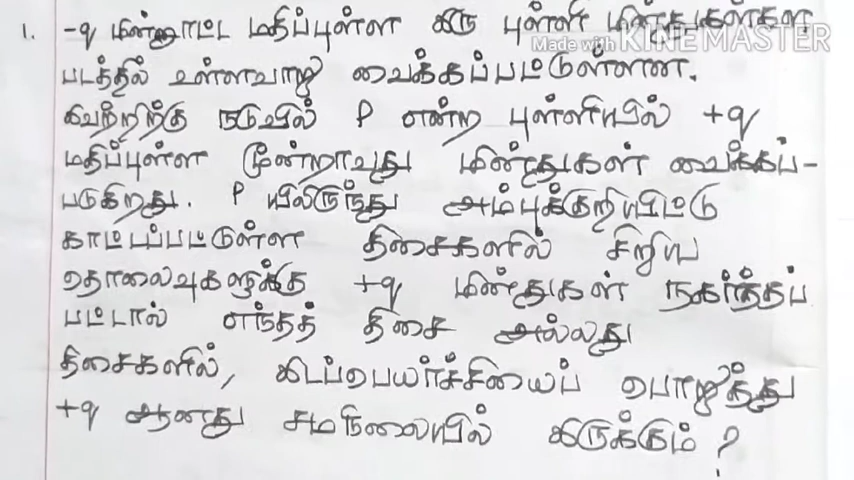 1. -q மின்னூட்ட மதிப்புள்ள இரு புள்ளி மின்துகள்கள்
Made with KINEMASTER
படத்தில் உள்ளவாறு வைக்கப்பட்டுள்ளன.
இவற்றிற்கு நடுவில் P என்ற புள்ளியில் +q
மதிப்புள்ள மூன்றாவது மின்துகள் வைக்கப்-
படுகிறது. P யிலிருந்து அம்புக்குறியிட்டு
காட்டப்பட்டுள்ள திசைகளில் சிறிய
தொலைவுகளுக்கு +q மின்துகள் நகர்த்தப்
பட்டால் எந்தத் திசை அல்லது
திசைகளில், இடப்பெயர்ச்சியைப் பொறுத்து
+q ஆனது சமநிலையில் இருக்கும் ?